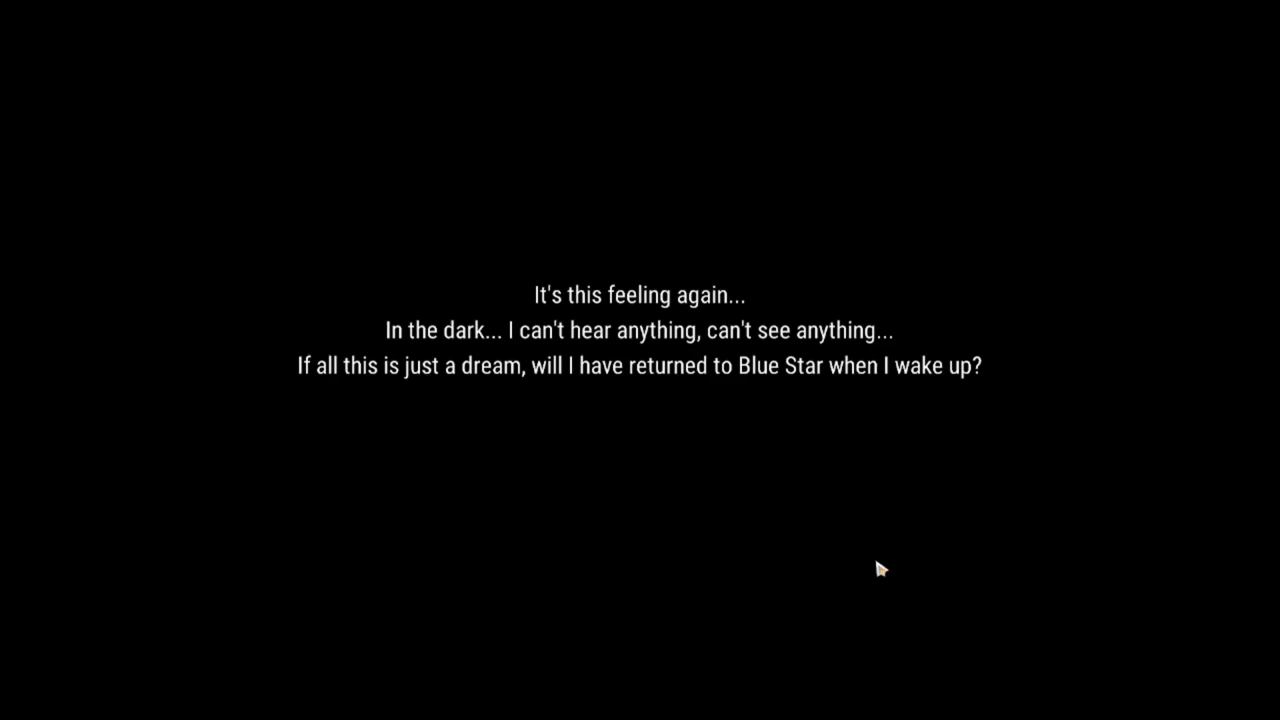 It's this feeling again...
In the dark... I can't hear anything, can't see anything...
If all this is just a dream, will I have returned to Blue Star when I wake up?